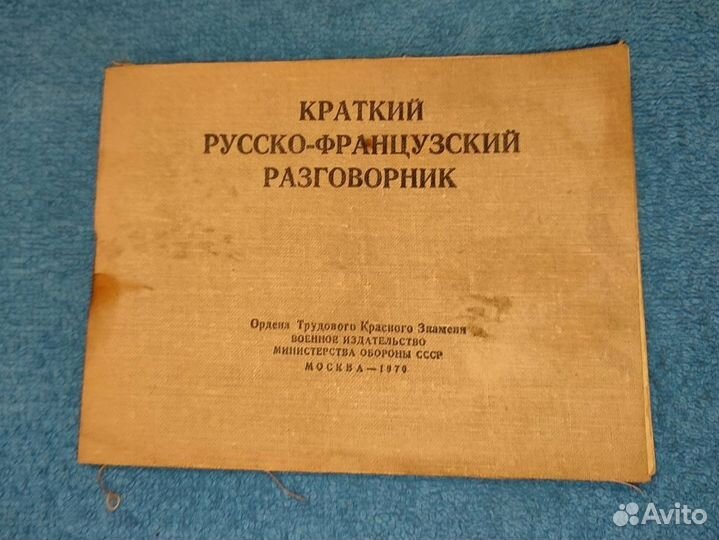 КРАТКИЙ
РУССКО-ФРАНЦУЗСКИЙ
РАЗГОВОРНИК
Ордена Трудового Красного Знамени
ВОЕННОЕ ИЗДАТЕЛЬСТВО
МИНИСТЕРСТВА ОБОРОНЫ СССР
МОСКВА—1970
Avito